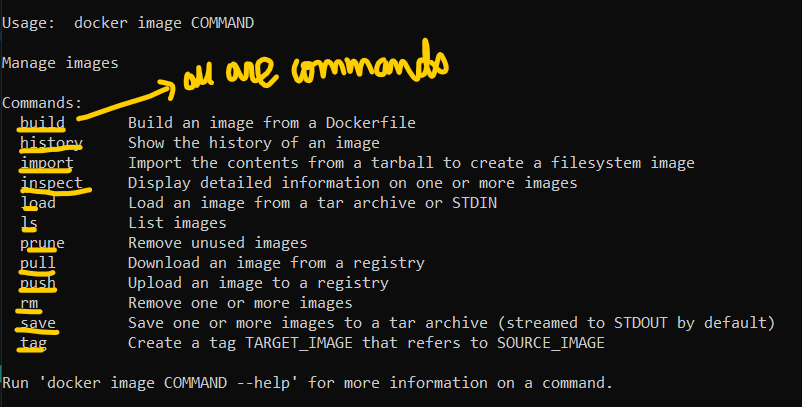 Usage:  docker image COMMAND
Manage images
all are commands
Commands:
build       Build an image from a Dockerfile
history     Show the history of an image
import      Import the contents from a tarball to create a filesystem image
inspect     Display detailed information on one or more images
load        Load an image from a tar archive or STDIN
ls          List images
prune       Remove unused images
pull        Download an image from a registry
push        Upload an image to a registry
rm          Remove one or more images
save        Save one or more images to a tar archive (streamed to STDOUT by default)
tag         Create a tag TARGET_IMAGE that refers to SOURCE_IMAGE
Run 'docker image COMMAND --help' for more information on a command.